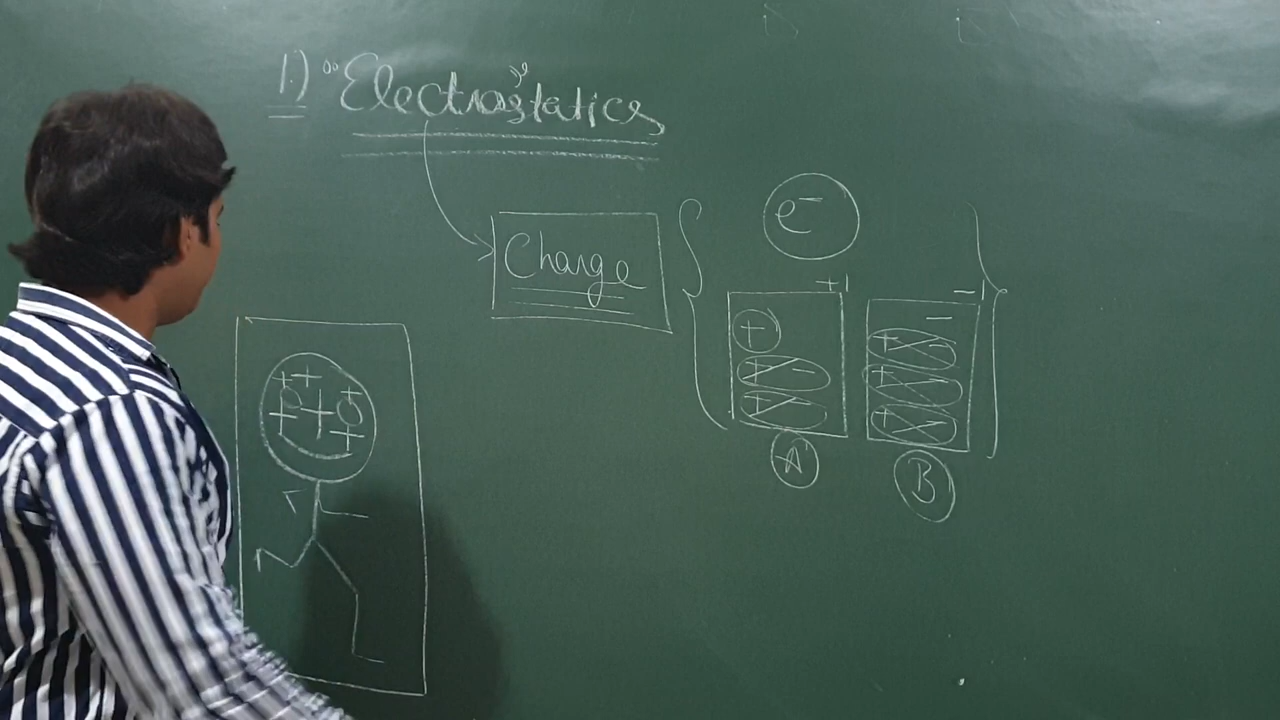 1.) Electrostatics
Charge
e⁻
+1
-1
+
-
+ -
+ -
+ -
+ -
+ -
A
B
+ +
+
+ +
+